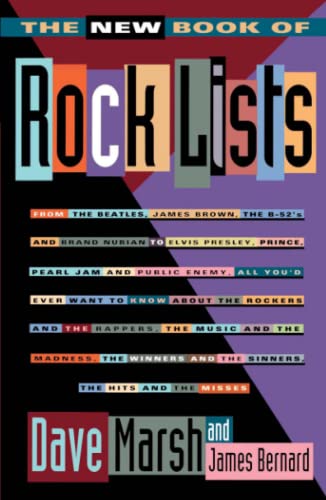 THE NEW BOOK OF
ROCK LISTS
FROM THE BEATLES, JAMES BROWN, THE B-52's
AND BRAND NUBIAN TO ELVIS PRESLEY, PRINCE,
PEARL JAM AND PUBLIC ENEMY, ALL YOU'D
EVER WANT TO KNOW ABOUT THE ROCKERS
AND THE RAPPERS, THE MUSIC AND THE
MADNESS, THE WINNERS AND THE SINNERS,
THE HITS AND THE MISSES
Dave Marsh and
James Bernard